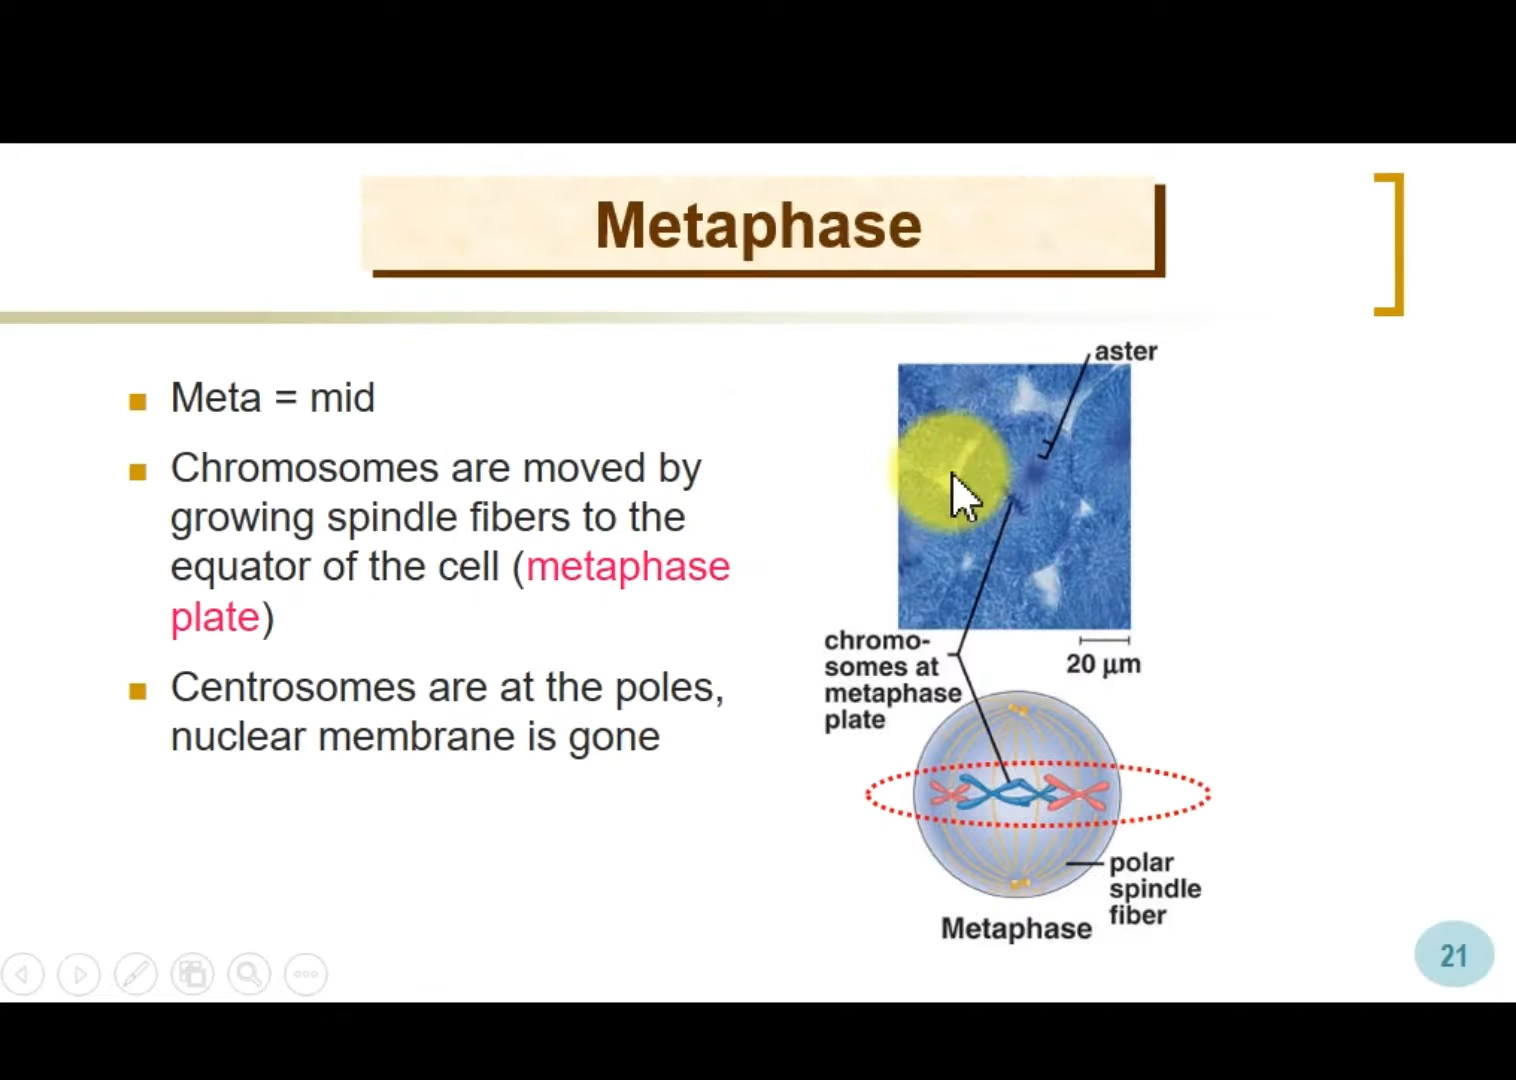 Metaphase
Meta = mid
Chromosomes are moved by
growing spindle fibers to the
equator of the cell (metaphase
plate)
Centrosomes are at the poles,
nuclear membrane is gone
aster
20 µm
chromo-
somes at
metaphase
plate
polar
spindle
fiber
Metaphase
21